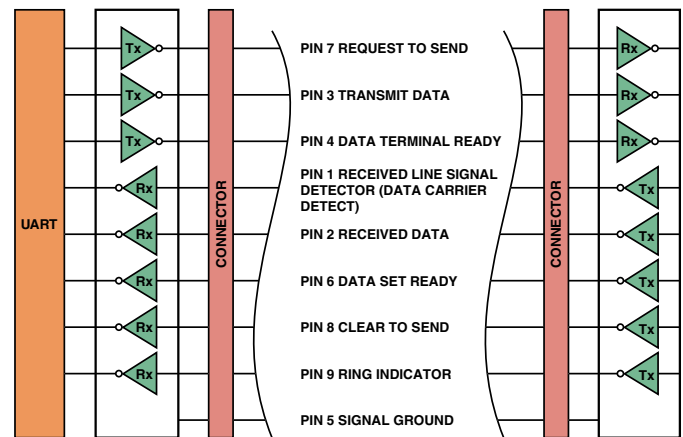 Tx
PIN 7 REQUEST TO SEND
Rx
Tx
PIN 3 TRANSMIT DATA
Rx
Tx
PIN 4 DATA TERMINAL READY
Rx
Rx
PIN 1 RECEIVED LINE SIGNAL
DETECTOR (DATA CARRIER
DETECT)
Tx
UART
CONNECTOR
Rx
PIN 2 RECEIVED DATA
CONNECTOR
Tx
Rx
PIN 6 DATA SET READY
Tx
Rx
PIN 8 CLEAR TO SEND
Tx
Rx
PIN 9 RING INDICATOR
Tx
PIN 5 SIGNAL GROUND